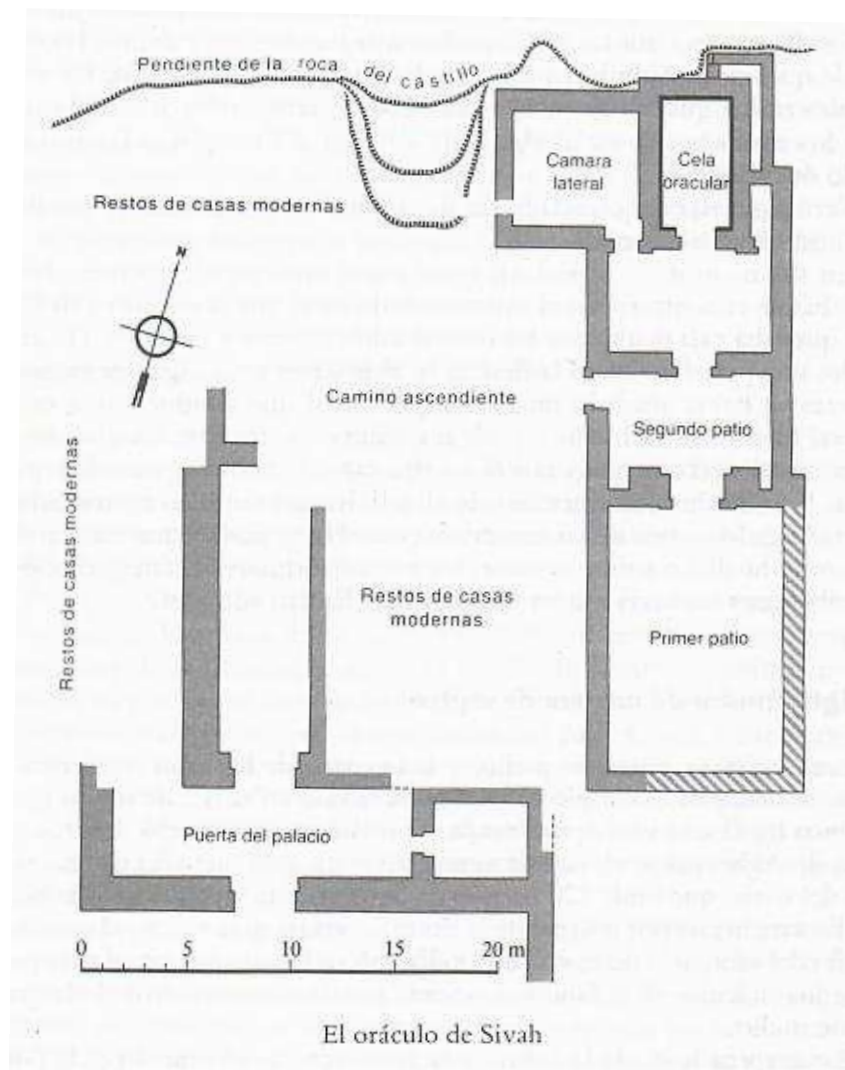 Pendiente de la roca del castillo
Camara
lateral
Cela
oracular
Restos de casas modernas
N
Camino ascendiente
Segundo patio
Restos de casas modernas
Restos de casas
modernas
Primer patio
Puerta del palacio
0 5 10 15 20 m
El oráculo de Sivah